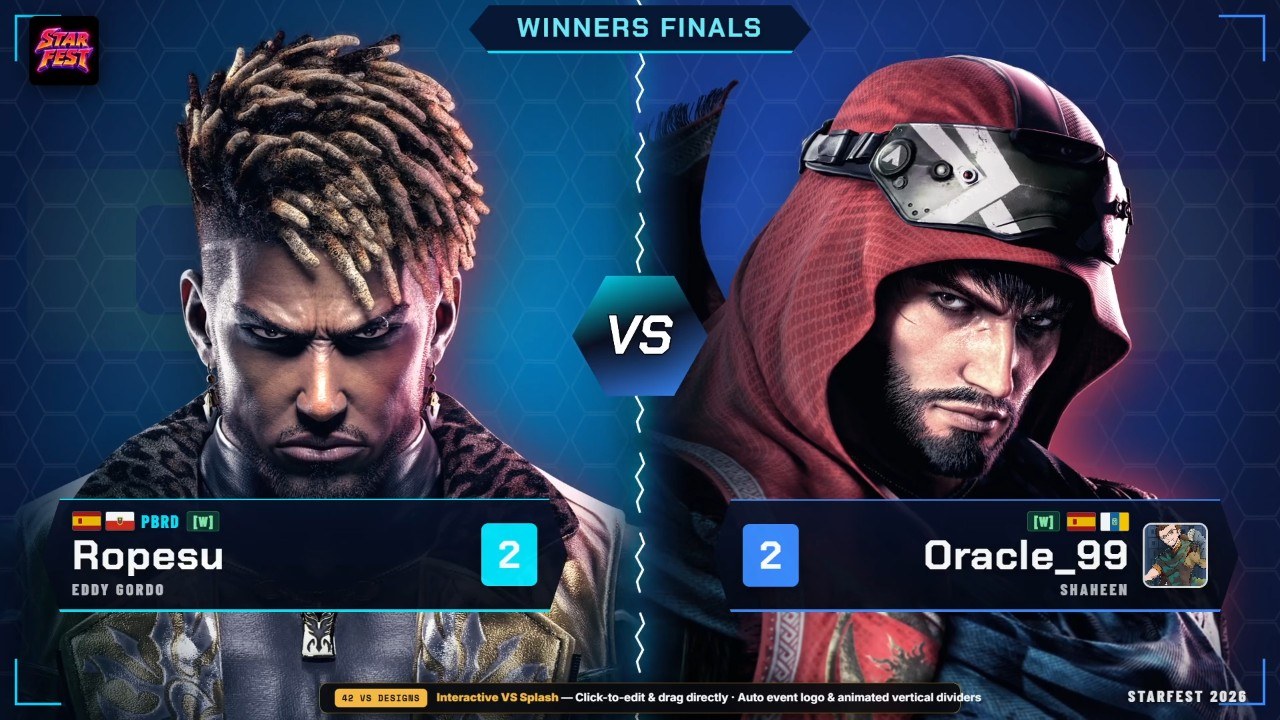 STAR
FEST
WINNERS FINALS
VS
PBRD [W]
Ropesu
EDDY GORDO
2
2
[W]
Oracle_99
SHAHEEN
42 VS DESIGNS Interactive VS Splash — Click-to-edit & drag directly · Auto event logo & animated vertical dividers
STARFEST 2026